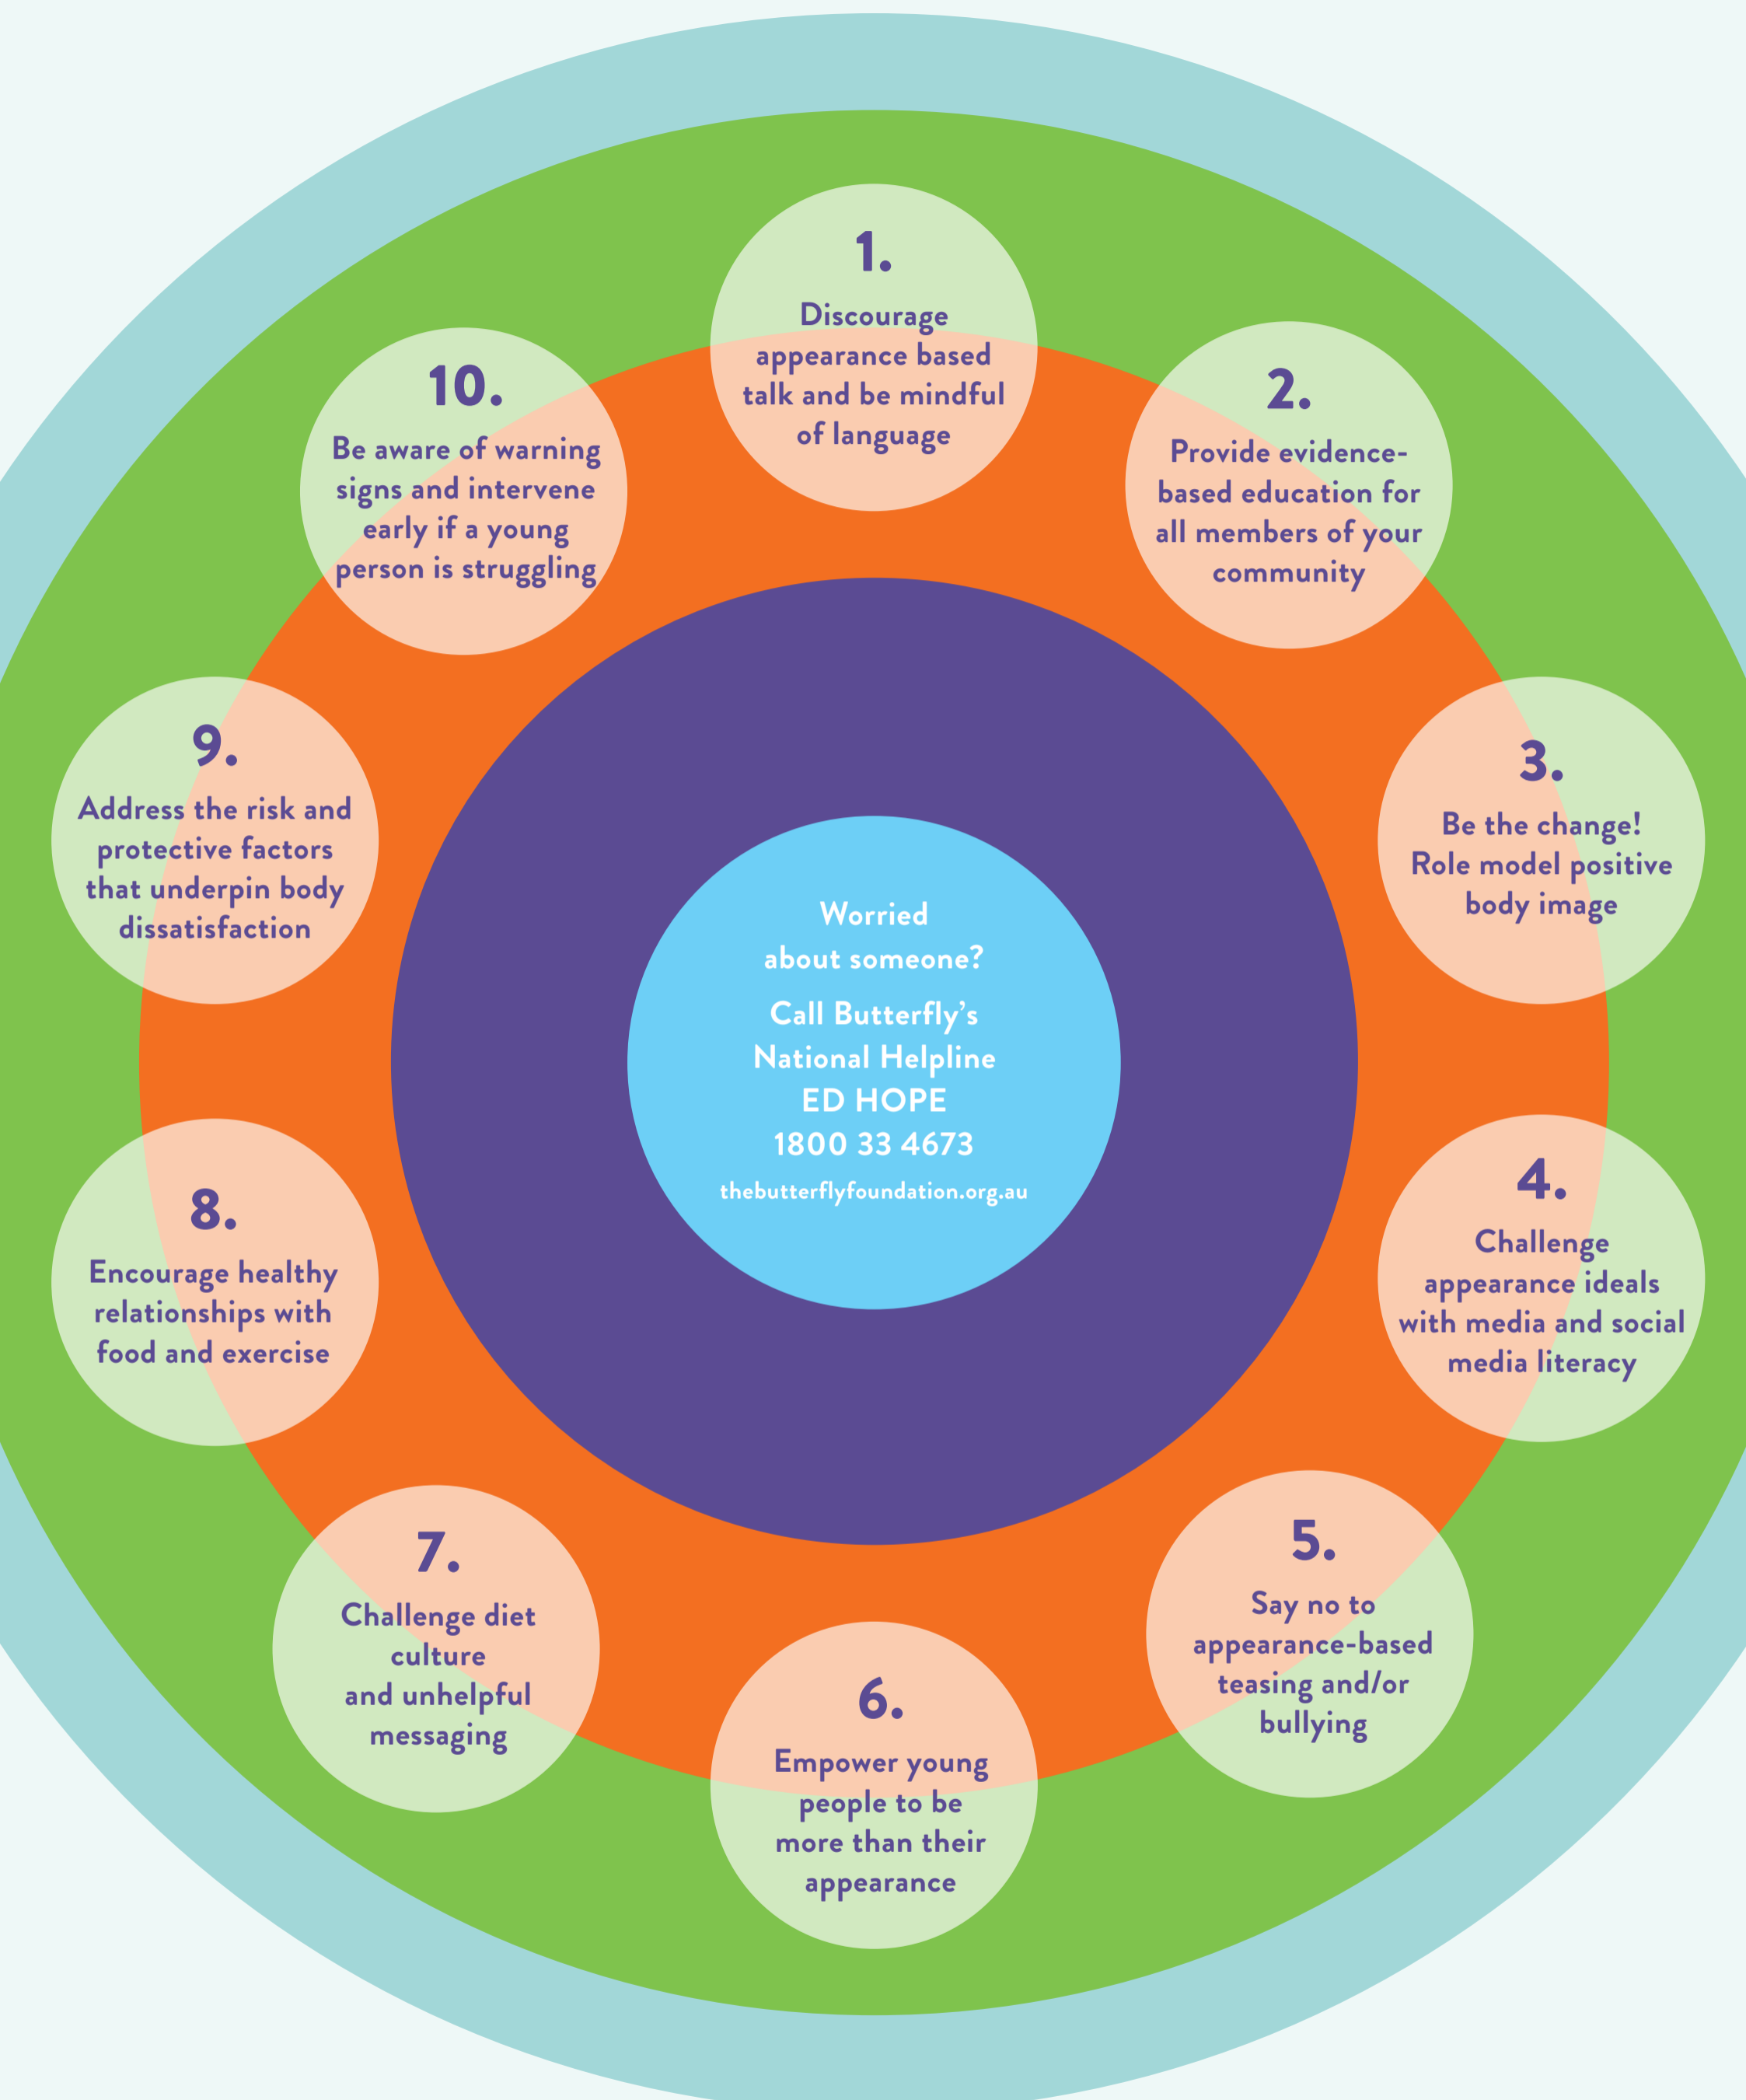 1.
Discourage
appearance based
talk and be mindful
of language
2.
Provide evidence-
based education for
all members of your
community
3.
Be the change!
Role model positive
body image
4.
Challenge
appearance ideals
with media and social
media literacy
5.
Say no to
appearance-based
teasing and/or
bullying
6.
Empower young
people to be
more than their
appearance
7.
Challenge diet
culture
and unhelpful
messaging
8.
Encourage healthy
relationships with
food and exercise
9.
Address the risk and
protective factors
that underpin body
dissatisfaction
10.
Be aware of warning
signs and intervene
early if a young
person is struggling
Worried
about someone?
Call Butterfly’s
National Helpline
ED HOPE
1800 33 4673
thebutterflyfoundation.org.au